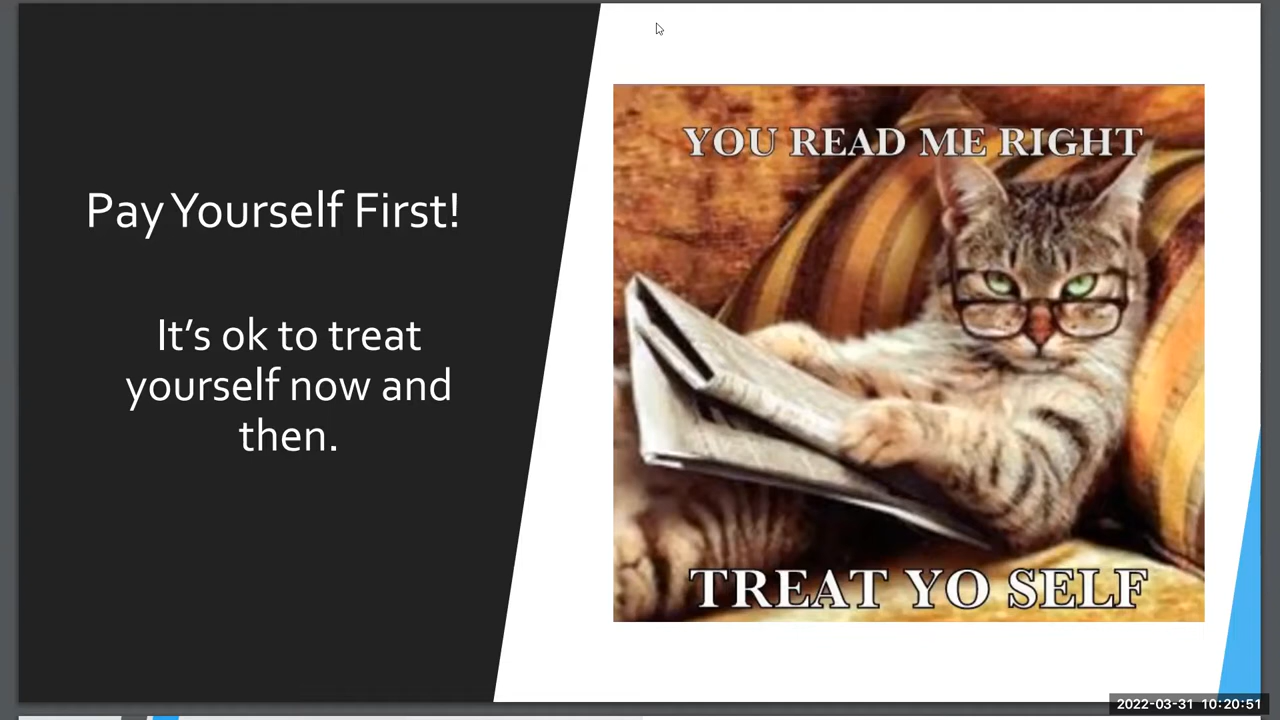 Pay Yourself First!
It's ok to treat
yourself now and
then.
YOU READ ME RIGHT
TREAT YO SELF
2022-03-31 10:20:51